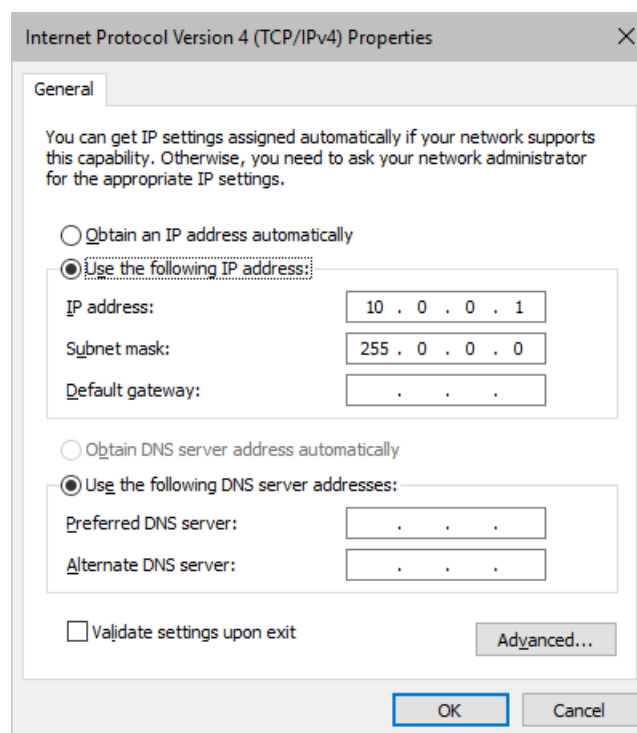 Internet Protocol Version 4 (TCP/IPv4) Properties
General
You can get IP settings assigned automatically if your network supports
this capability. Otherwise, you need to ask your network administrator
for the appropriate IP settings.
Obtain an IP address automatically
Use the following IP address:
IP address: 10 . 0 . 0 . 1
Subnet mask: 255 . 0 . 0 . 0
Default gateway: . . .
Obtain DNS server address automatically
Use the following DNS server addresses:
Preferred DNS server: . . .
Alternate DNS server: . . .
Validate settings upon exit
Advanced...
OK Cancel